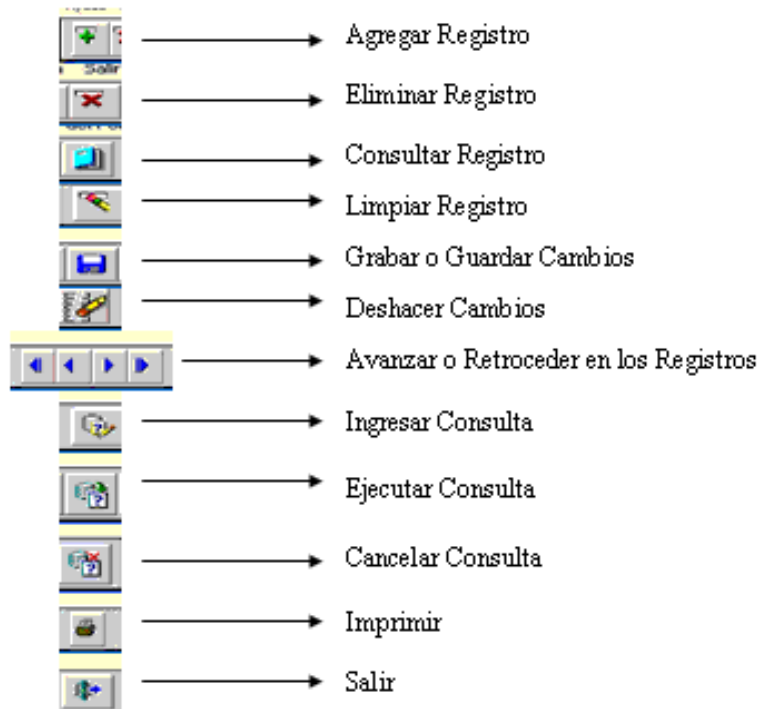 Agregar Registro
Salir
Eliminar Registro
Consultar Registro
Limpiar Registro
Grabar o Guardar Cambios
Deshacer Cambios
Avanzar o Retroceder en los Registros
Ingresar Consulta
Ejecutar Consulta
Cancelar Consulta
Imprimir
Salir